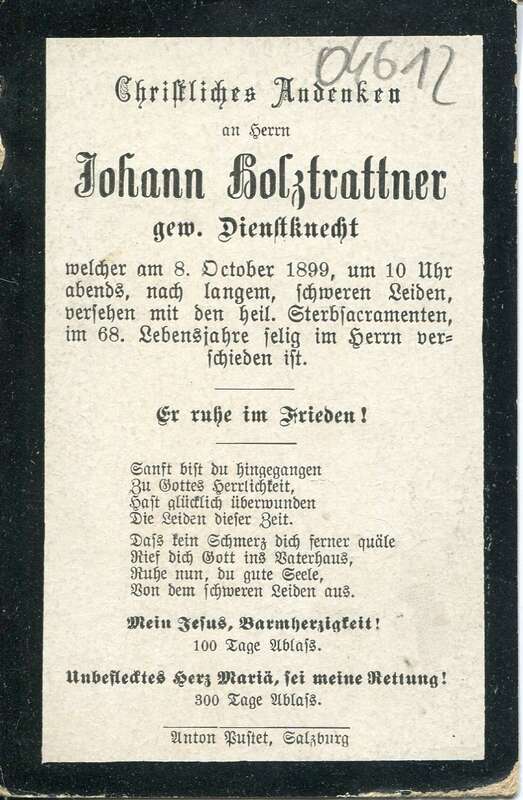 04612
Christliches Andenken
an Herrn
Johann Holztrattner
gew. Dienstknecht
welcher am 8. October 1899, um 10 Uhr
abends, nach langem, schweren Leiden,
versehen mit den heil. Sterbsacramenten,
im 68. Lebensjahre selig im Herrn ver=
schieden ist.
Er ruhe im Frieden!
Sanft bist du hingegangen
Zu Gottes Herrlichkeit,
Hast glücklich überwunden
Die Leiden dieser Zeit.
Dass kein Schmerz dich ferner quäle
Rief dich Gott ins Vaterhaus,
Ruhe nun, du gute Seele,
Von dem schweren Leiden aus.
Mein Jesus, Barmherzigkeit!
100 Tage Ablass.
Unbeflecktes Herz Mariä, sei meine Rettung!
300 Tage Ablass.
Anton Pustet, Salzburg